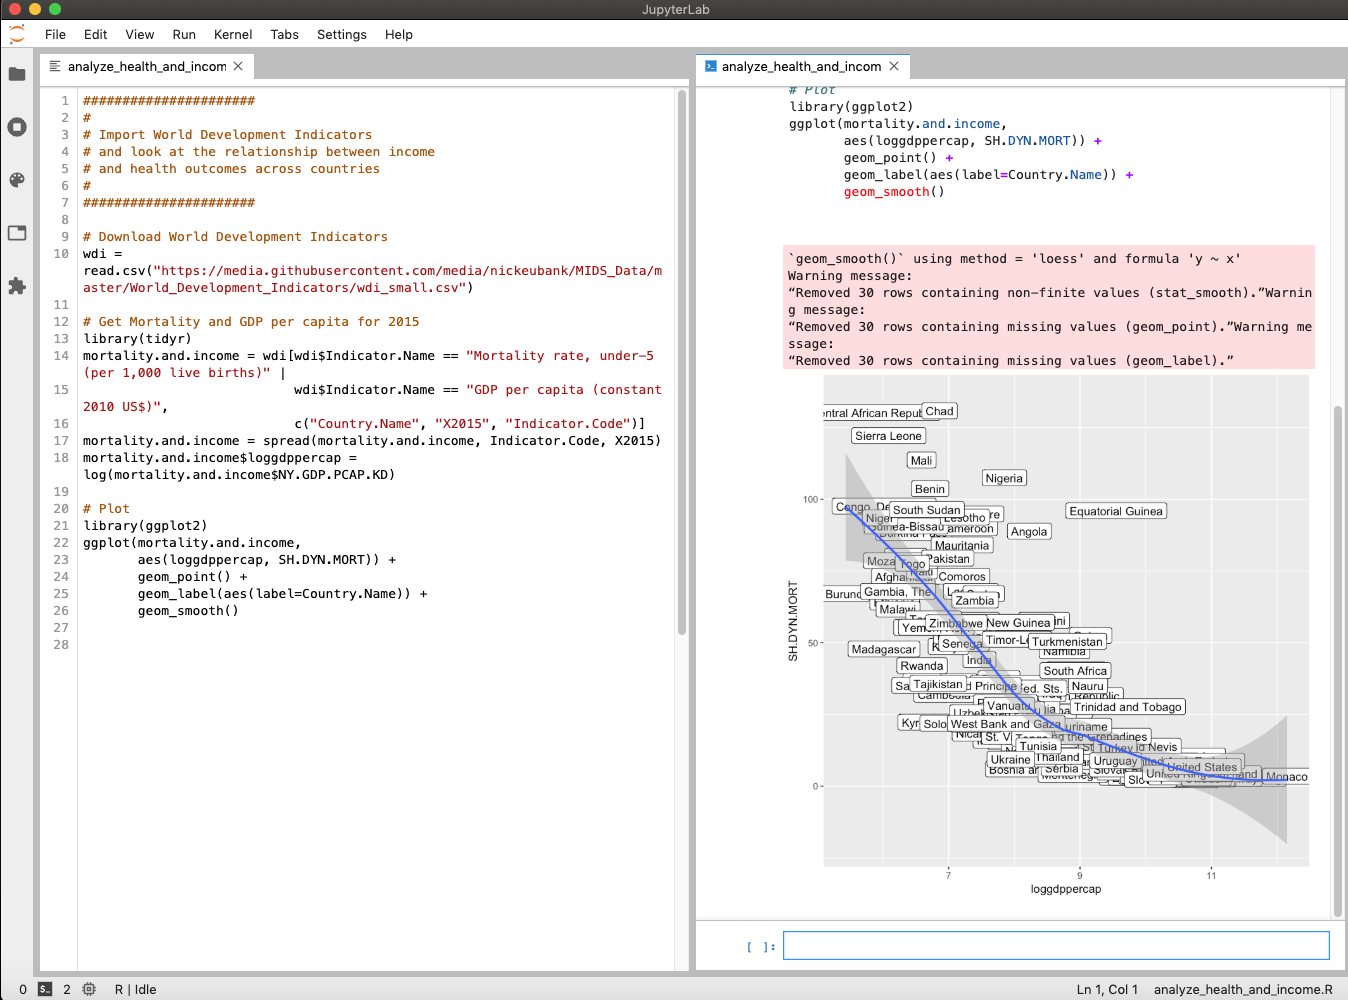 JupyterLab
File Edit View Run Kernel Tabs Settings Help
analyze_health_and_incom
1 ######################
2 #
3 # Import World Development Indicators
4 # and look at the relationship between income
5 # and health outcomes across countries
6 #
7 ######################
8
9 # Download World Development Indicators
10 wdi =
read.csv("https://media.githubusercontent.com/media/nickeubank/MIDS_Data/m
aster/World_Development_Indicators/wdi_small.csv")
11
12 # Get Mortality and GDP per capita for 2015
13 library(tidyr)
14 mortality.and.income = wdi[wdi$Indicator.Name == "Mortality rate, under-5
(per 1,000 live births)" |
15 wdi$Indicator.Name == "GDP per capita (constant
2010 US$)",
16 c("Country.Name", "X2015", "Indicator.Code")]
17 mortality.and.income = spread(mortality.and.income, Indicator.Code, X2015)
18 mortality.and.income$loggdppercap =
log(mortality.and.income$NY.GDP.PCAP.KD)
19
20 # Plot
21 library(ggplot2)
22 ggplot(mortality.and.income,
23 aes(loggdppercap, SH.DYN.MORT)) +
24 geom_point() +
25 geom_label(aes(label=Country.Name)) +
26 geom_smooth()
27
28
analyze_health_and_incom
# Plot
library(ggplot2)
ggplot(mortality.and.income,
aes(loggdppercap, SH.DYN.MORT)) +
geom_point() +
geom_label(aes(label=Country.Name)) +
geom_smooth()
`geom_smooth()` using method = 'loess' and formula 'y ~ x'
Warning message:
“Removed 30 rows containing non-finite values (stat_smooth).”Warnin
g message:
“Removed 30 rows containing missing values (geom_point).”Warning me
ssage:
“Removed 30 rows containing missing values (geom_label).”
ntral African Repub Chad
Sierra Leone
Mali
Nigeria
Benin
100
South Sudan
Equatorial Guinea
Niger Lesotho
Guinea-Bissau
Angola
Mauritania
Togo Pakistan
Comoros
Gambia, The
Zambia
Malawi
Zimbabwe New Guinea
50
Senega Timor-Le Turkmenistan
Madagascar Namibia
India
Rwanda
South Africa
Tajikistan Principe Fed. Sts. Nauru
Vanuatu Trinidad and Tobago
Kyr Solo West Bank and Gaza uriname
St. V
Tunisia Turkey d Nevis
Ukraine Thailand Uruguay United States
Serbia Monaco
0
7 9 11
SH.DYN.MORT
loggdppercap
[ ]:
0 2 R | Idle Ln 1, Col 1 analyze_health_and_income.R